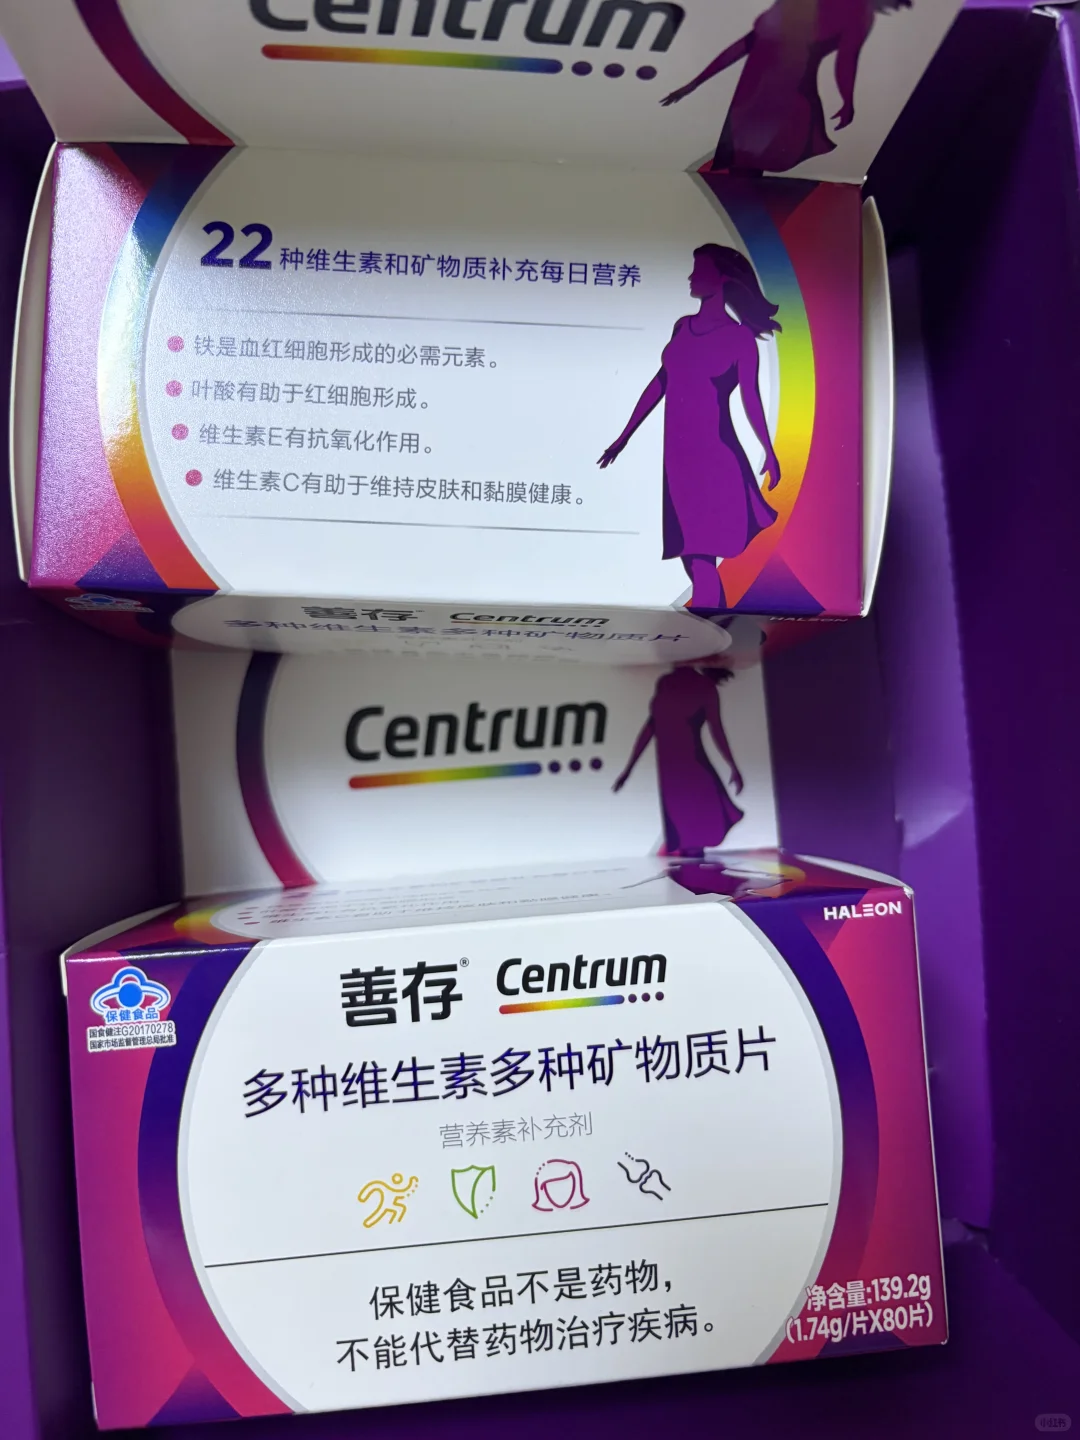 Centrum
22种维生素和矿物质补充每日营养
铁是血红细胞形成的必需元素。
叶酸有助于红细胞形成。
维生素E有抗氧化作用。
维生素C有助于维持皮肤和黏膜健康。
善存 Centrum
多种维生素多种矿物质片
HALEON
Centrum
HALEON
善存® Centrum
保健食品
国食健注G20170278
国家市场监督管理总局批准
多种维生素多种矿物质片
营养素补充剂
保健食品不是药物，
不能代替药物治疗疾病。
净含量:139.2g
(1.74g/片X80片)
小红书